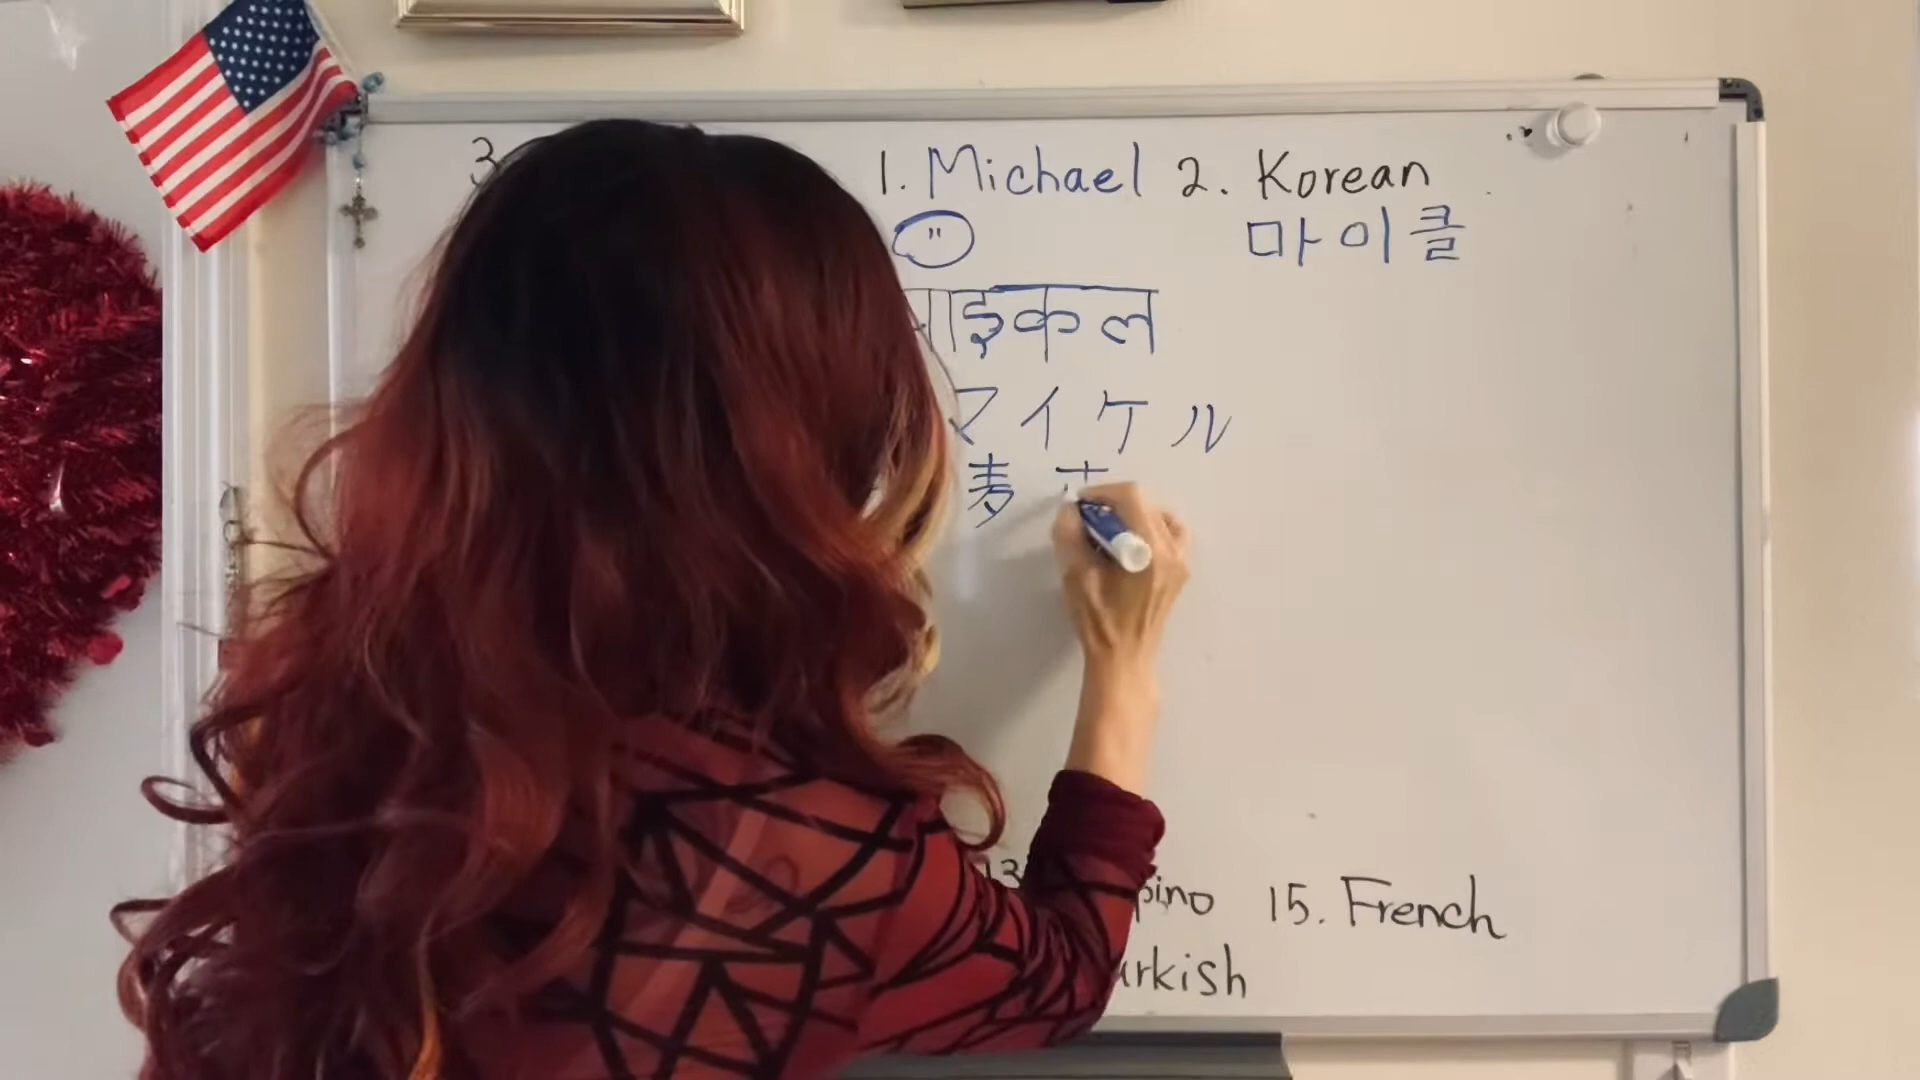 3
1. Michael 2. Korean
" 마이클
माइकल
マイケル
麦
13 pino 15. French
urkish